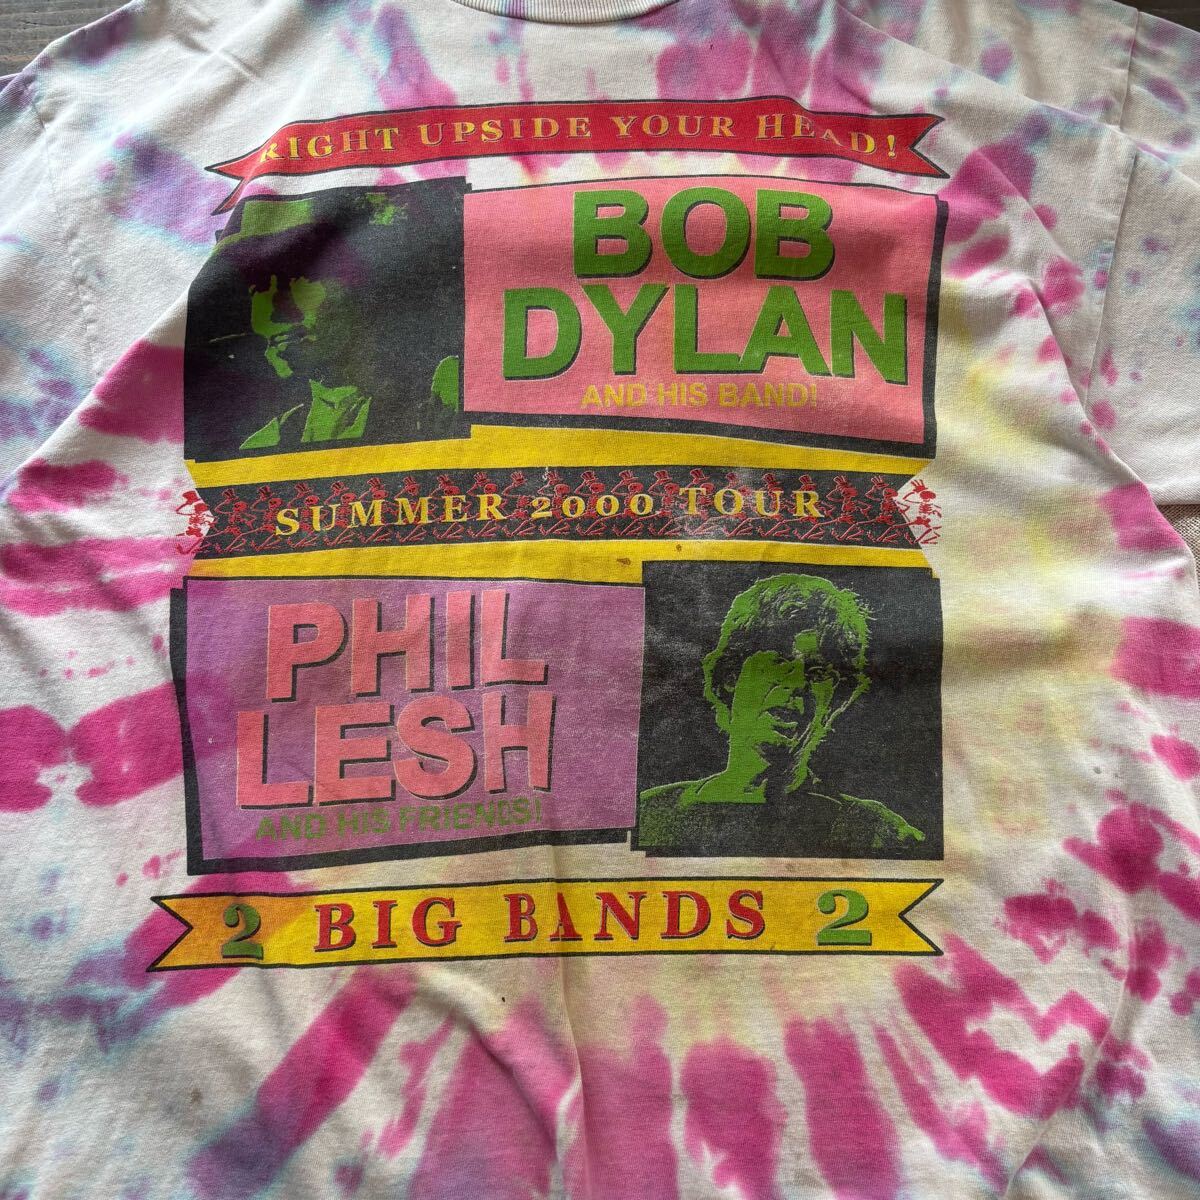 RIGHT UPSIDE YOUR HEAD!
BOB
DYLAN
AND HIS BAND!
SUMMER 2000 TOUR
PHIL
LESH
AND HIS FRIENDS!
2 BIG BANDS 2